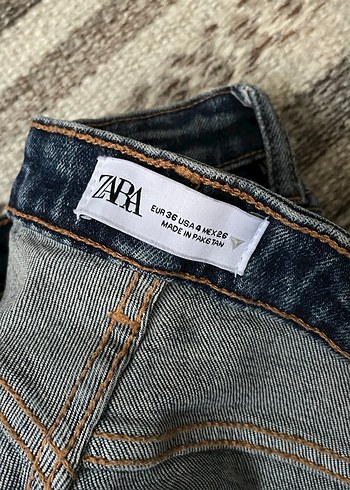 ZARA
EUR 36 USA 4 MEX 26
MADE IN PAKISTAN